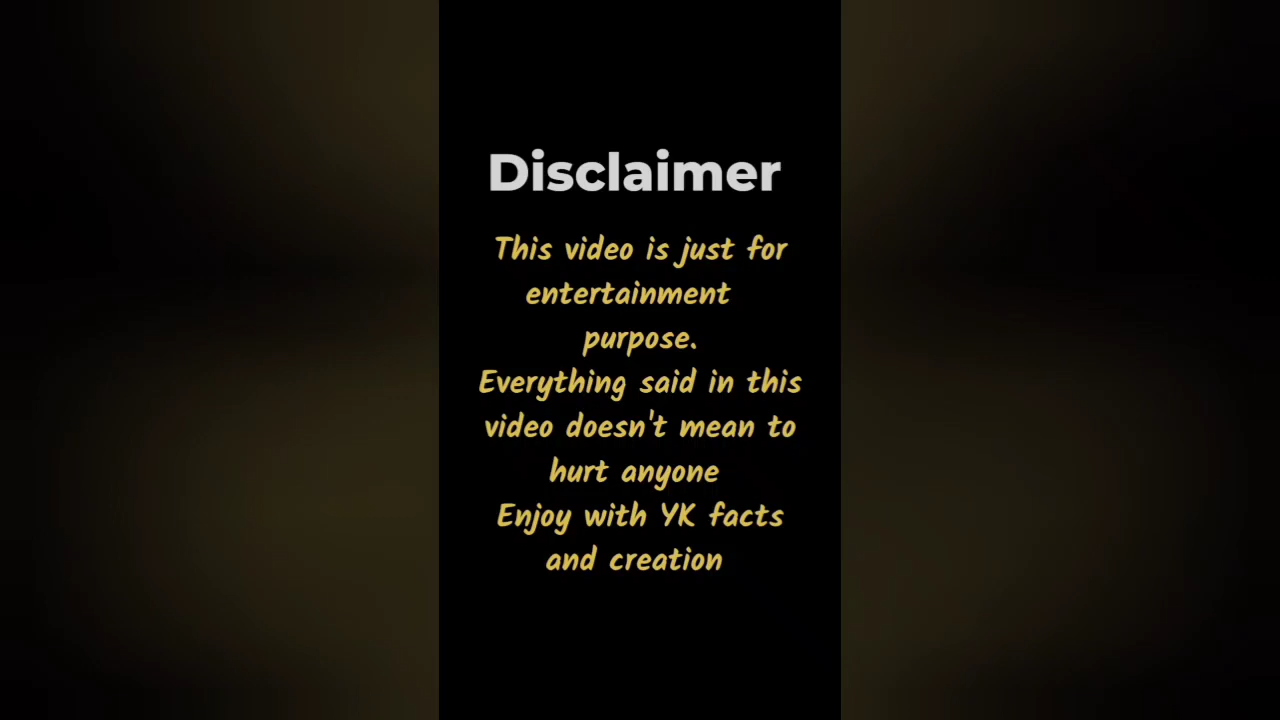 Disclaimer
This video is just for
entertainment
purpose.
Everything said in this
video doesn't mean to
hurt anyone
Enjoy with YK facts
and creation